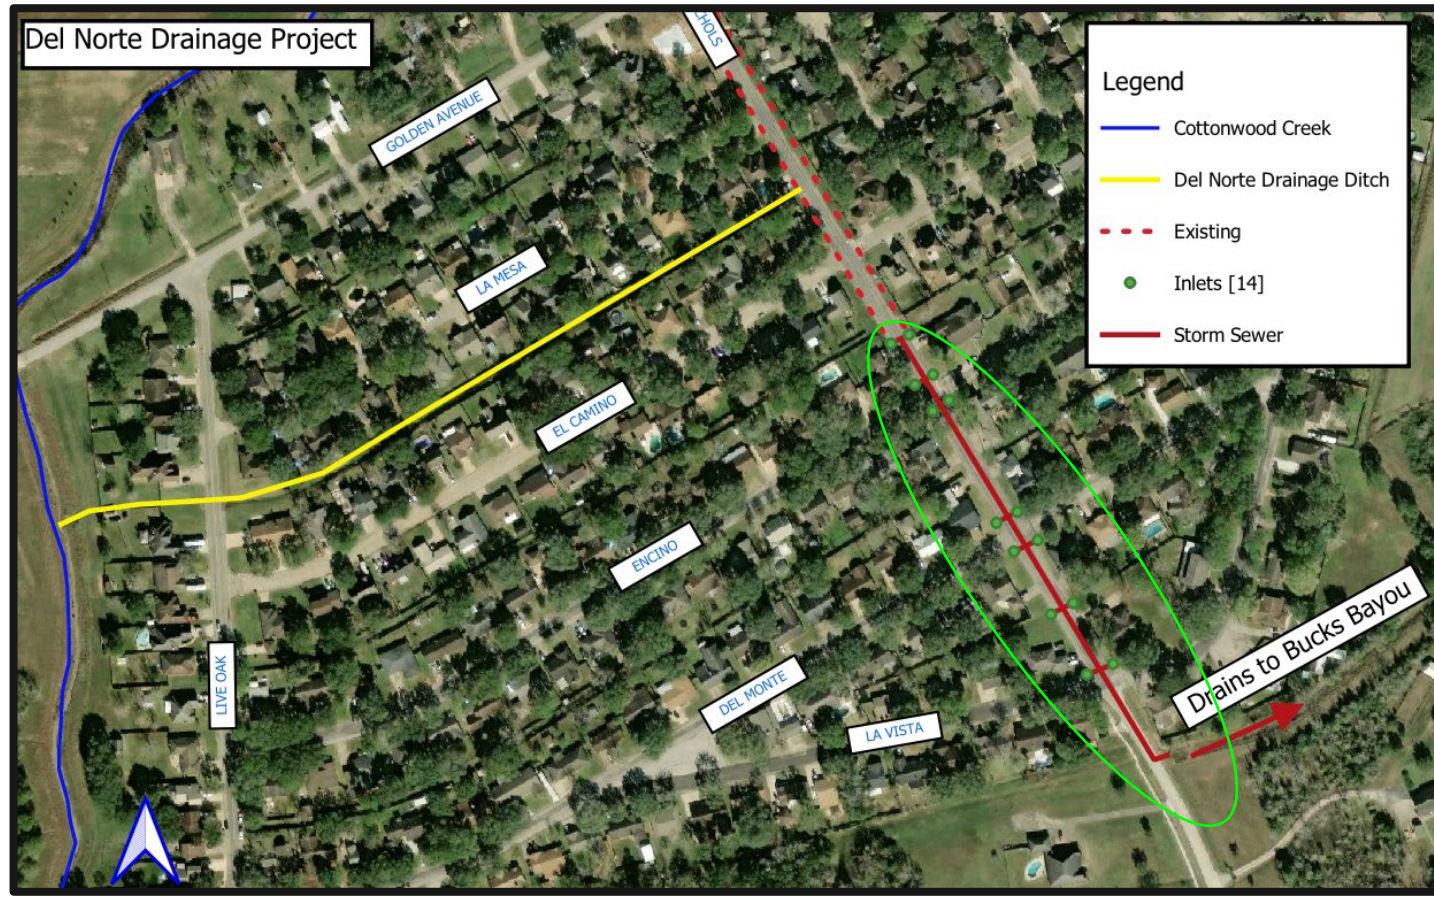 Del Norte Drainage Project
CHOLS
GOLDEN AVENUE
LA MESA
EL CAMINO
ENCINO
LIVE OAK
DEL MONTE
LA VISTA
Legend
Cottonwood Creek
Del Norte Drainage Ditch
Existing
Inlets [14]
Storm Sewer
Drains to Bucks Bayou